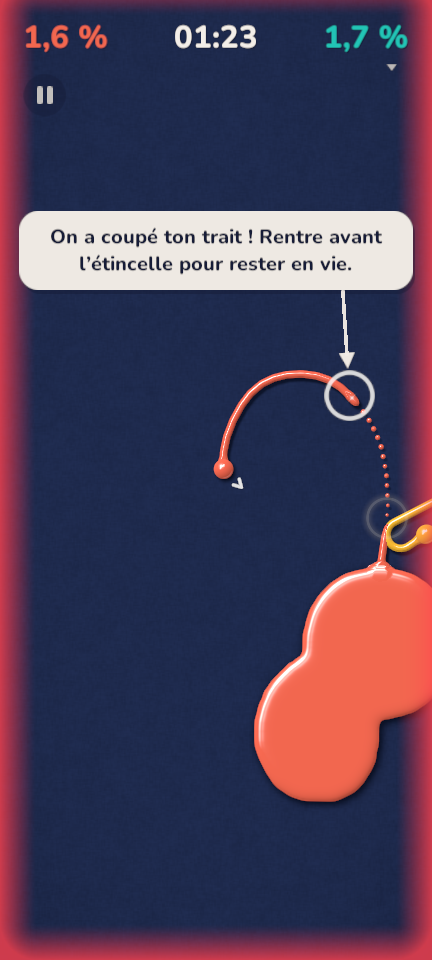 1,6 %
01:23
1,7 %
On a coupé ton trait ! Rentre avant
l’étincelle pour rester en vie.